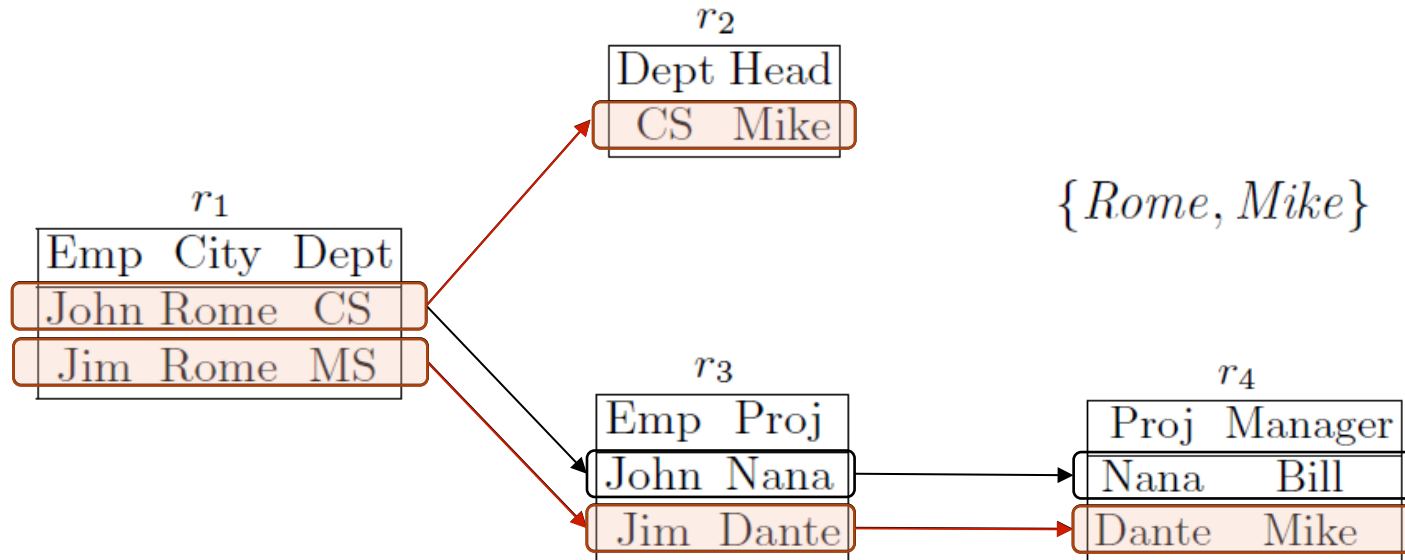 r2
Dept Head
CS Mike
{Rome, Mike}
r1
Emp City Dept
John Rome CS
Jim Rome MS
r3
Emp Proj
John Nana
Jim Dante
r4
Proj Manager
Nana Bill
Dante Mike